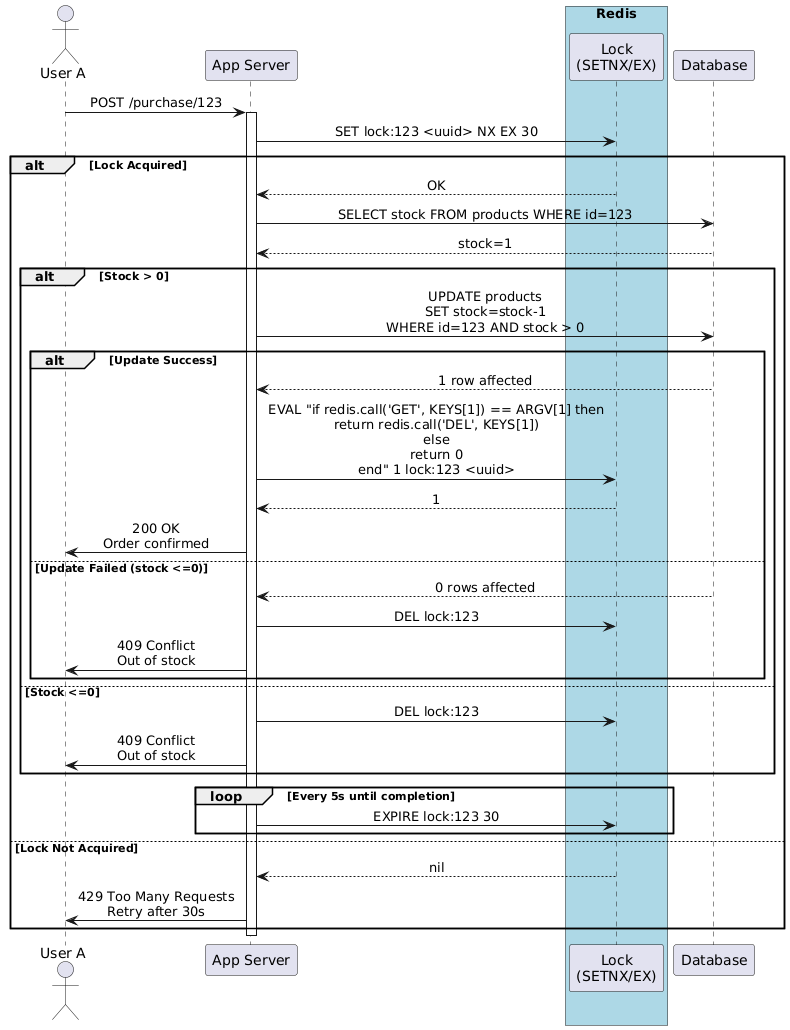 Redis
User A
App Server
Lock
(SETNX/EX)
Database
POST /purchase/123
SET lock:123 <uuid> NX EX 30
alt
[Lock Acquired]
OK
SELECT stock FROM products WHERE id=123
stock=1
alt
[Stock > 0]
UPDATE products
SET stock=stock-1
WHERE id=123 AND stock > 0
alt
[Update Success]
1 row affected
EVAL "if redis.call('GET', KEYS[1]) == ARGV[1] then
return redis.call('DEL', KEYS[1])
else
return 0
end" 1 lock:123 <uuid>
1
200 OK
Order confirmed
[Update Failed (stock <=0)]
0 rows affected
DEL lock:123
409 Conflict
Out of stock
[Stock <=0]
DEL lock:123
409 Conflict
Out of stock
loop
[Every 5s until completion]
EXPIRE lock:123 30
[Lock Not Acquired]
nil
429 Too Many Requests
Retry after 30s
User A
App Server
Lock
(SETNX/EX)
Database